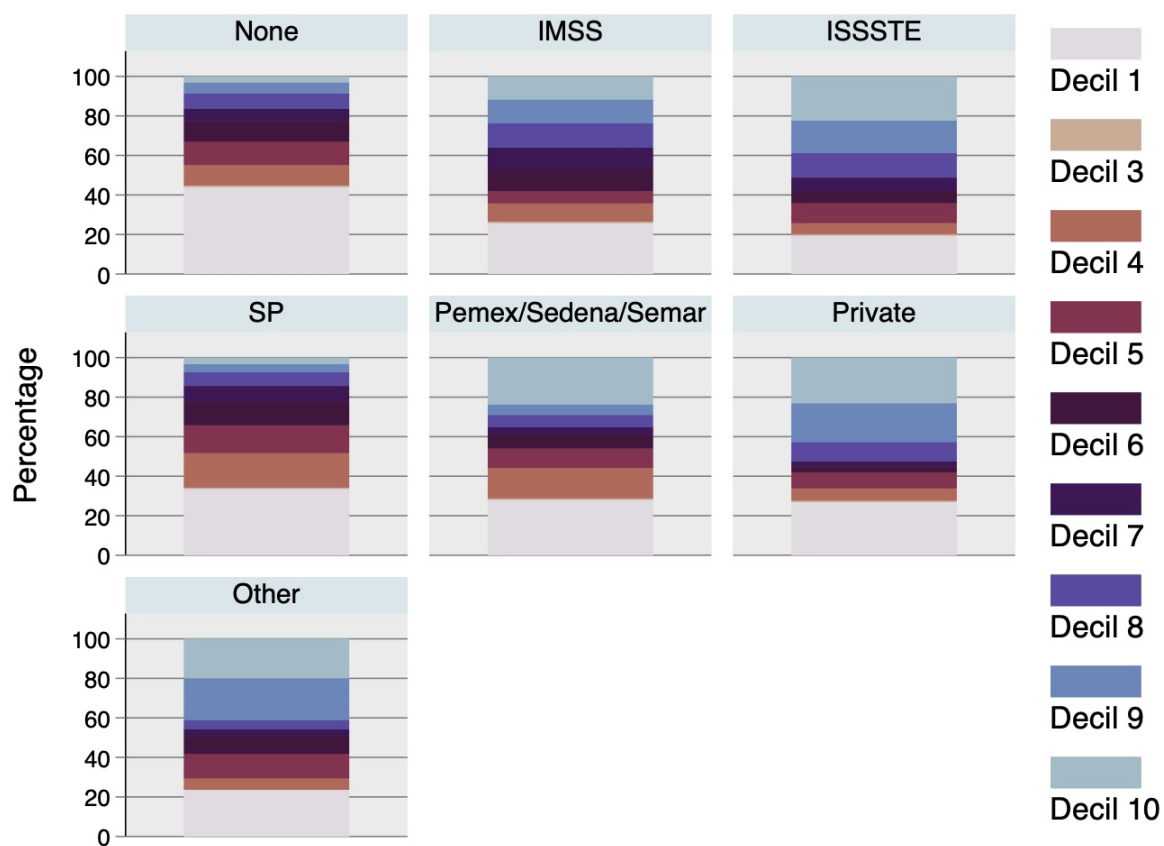 None
IMSS
ISSSTE
100
80
60
40
20
0
SP
Pemex/Sedena/Semar
Private
100
80
60
40
20
0
Other
100
80
60
40
20
0
Percentage
Decil 1
Decil 3
Decil 4
Decil 5
Decil 6
Decil 7
Decil 8
Decil 9
Decil 10